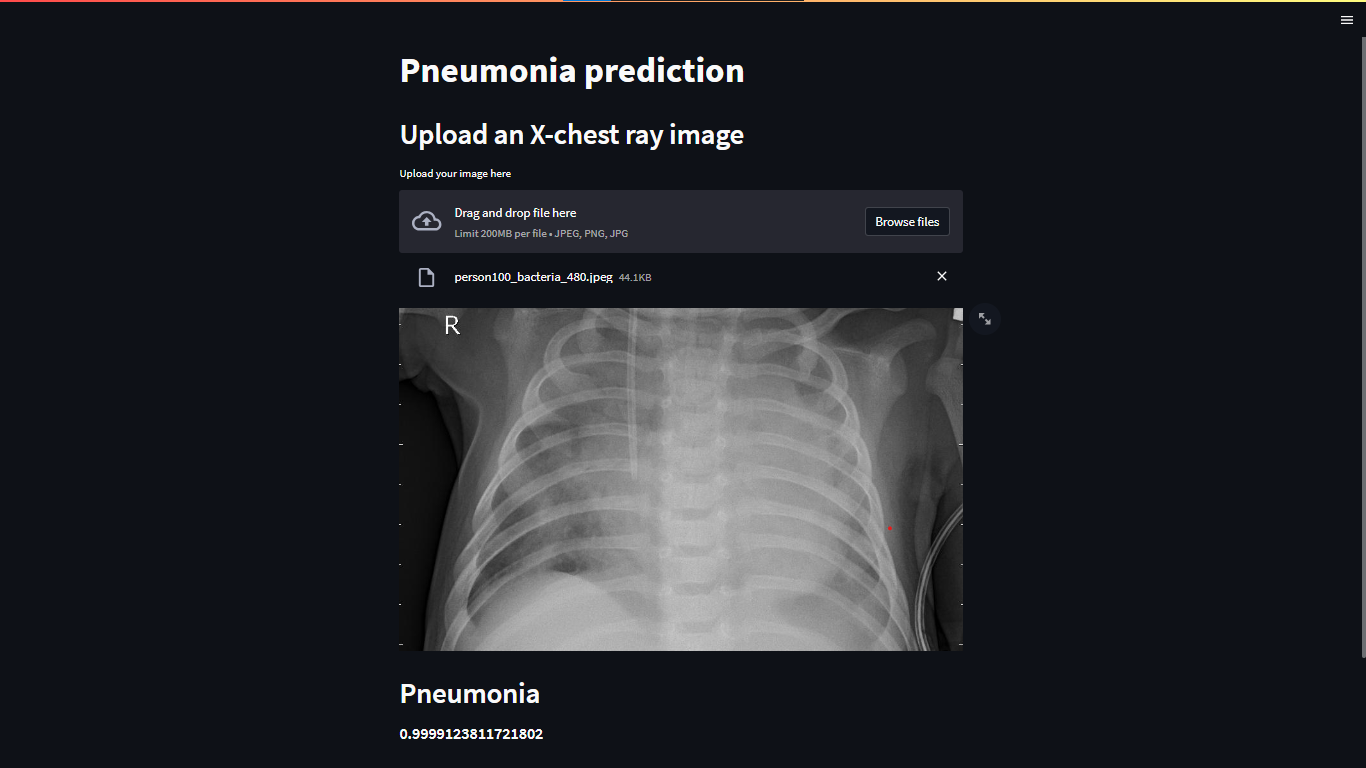 Pneumonia prediction
Upload an X-chest ray image
Upload your image here
Drag and drop file here
Limit 200MB per file • JPEG, PNG, JPG
Browse files
person100_bacteria_480.jpeg 44.1KB
R
Pneumonia
0.9999123811721802